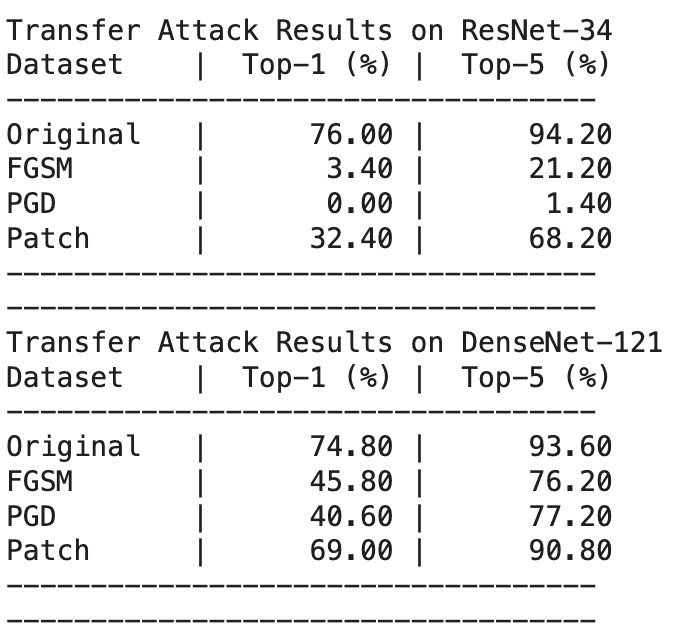 Transfer Attack Results on ResNet-34
Dataset    |  Top-1 (%) |  Top-5 (%)
-----------------------------------
Original   |      76.00 |      94.20
FGSM       |       3.40 |      21.20
PGD        |       0.00 |       1.40
Patch      |      32.40 |      68.20
-----------------------------------
-----------------------------------
Transfer Attack Results on DenseNet-121
Dataset    |  Top-1 (%) |  Top-5 (%)
-----------------------------------
Original   |      74.80 |      93.60
FGSM       |      45.80 |      76.20
PGD        |      40.60 |      77.20
Patch      |      69.00 |      90.80
-----------------------------------
-----------------------------------